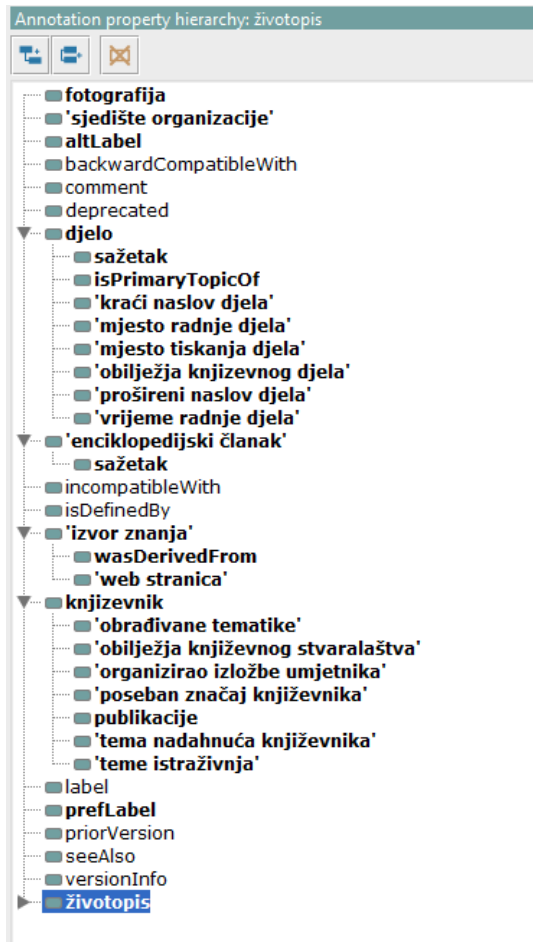 Annotation property hierarchy: životopis
fotografija
'sjedište organizacije'
altLabel
backwardCompatibleWith
comment
deprecated
djelo
sažetak
isPrimaryTopicOf
'kraći naslov djela'
'mjesto radnje djela'
'mjesto tiskanja djela'
'obilježja knjizevnog djela'
'prošireni naslov djela'
'vrijeme radnje djela'
'enciklopedijski članak'
sažetak
incompatibleWith
isDefinedBy
'izvor znanja'
wasDerivedFrom
'web stranica'
knjizevnik
'obrađivane tematike'
'obilježja književnog stvaralaštva'
'organizirao izložbe umjetnika'
'poseban značaj književnika'
publikacije
'tema nadahnuća književnika'
'teme istraživnja'
label
prefLabel
priorVersion
seeAlso
versionInfo
životopis